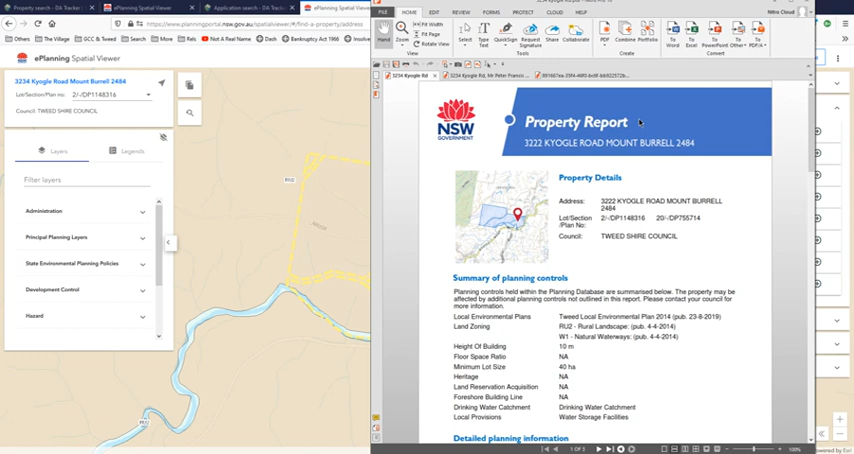 Property search - DA Tracker
ePlanning Spatial Viewer
Application search - DA Tracker
ePlanning Spatial Viewer
https://www.planningportal.nsw.gov.au/spatialviewer/#/find-a-property/address
Others
The Village
GCC & Tweed
Search
More
Rut
Not A Real Name
Dash
Bankruptcy Act 1966
ePlanning Spatial Viewer
3234 Kyogle Road Mount Burrell 2484
Lot/Section/Plan no: 2/-/DP1148316
Council: TWEED SHIRE COUNCIL
Layers
Legends
Filter layers
Administration
Principal Planning Layers
State Environmental Planning Policies
Development Control
Hazard
Nitro Cloud
FILE HOME EDIT REVIEW FORMS PROTECT CLOUD HELP
Hand
Zoom
Fit Width
Fit Page
Rotate View
Select
Type Text
QuickSign
Request Signature
Share
Collaborate
PDF
Combine
Portfolio
To Word
To Excel
To PowerPoint
To Other
To PDF/A
Tools
Create
Convert
3234 Kyogle Rd
NSW
GOVERNMENT
Property Report
3222 KYOGLE ROAD MOUNT BURRELL 2484
Property Details
Address: 3222 KYOGLE ROAD MOUNT BURRELL
2484
Lot/Section 2/-/DP1148316 20/-/DP755714
/Plan No:
Council: TWEED SHIRE COUNCIL
Summary of planning controls
Planning controls held within the Planning Database are summarised below. The property may be
affected by additional planning controls not outlined in this report. Please contact your council for
more information.
Local Environmental Plans Tweed Local Environmental Plan 2014 (pub. 23-8-2019)
Land Zoning RU2 - Rural Landscape: (pub. 4-4-2014)
W1 - Natural Waterways: (pub. 4-4-2014)
Height Of Building 10 m
Floor Space Ratio NA
Minimum Lot Size 40 ha
Heritage NA
Land Reservation Acquisition NA
Foreshore Building Line NA
Drinking Water Catchment Drinking Water Catchment
Local Provisions Water Storage Facilities
Detailed planning information
1 OF 5
100%